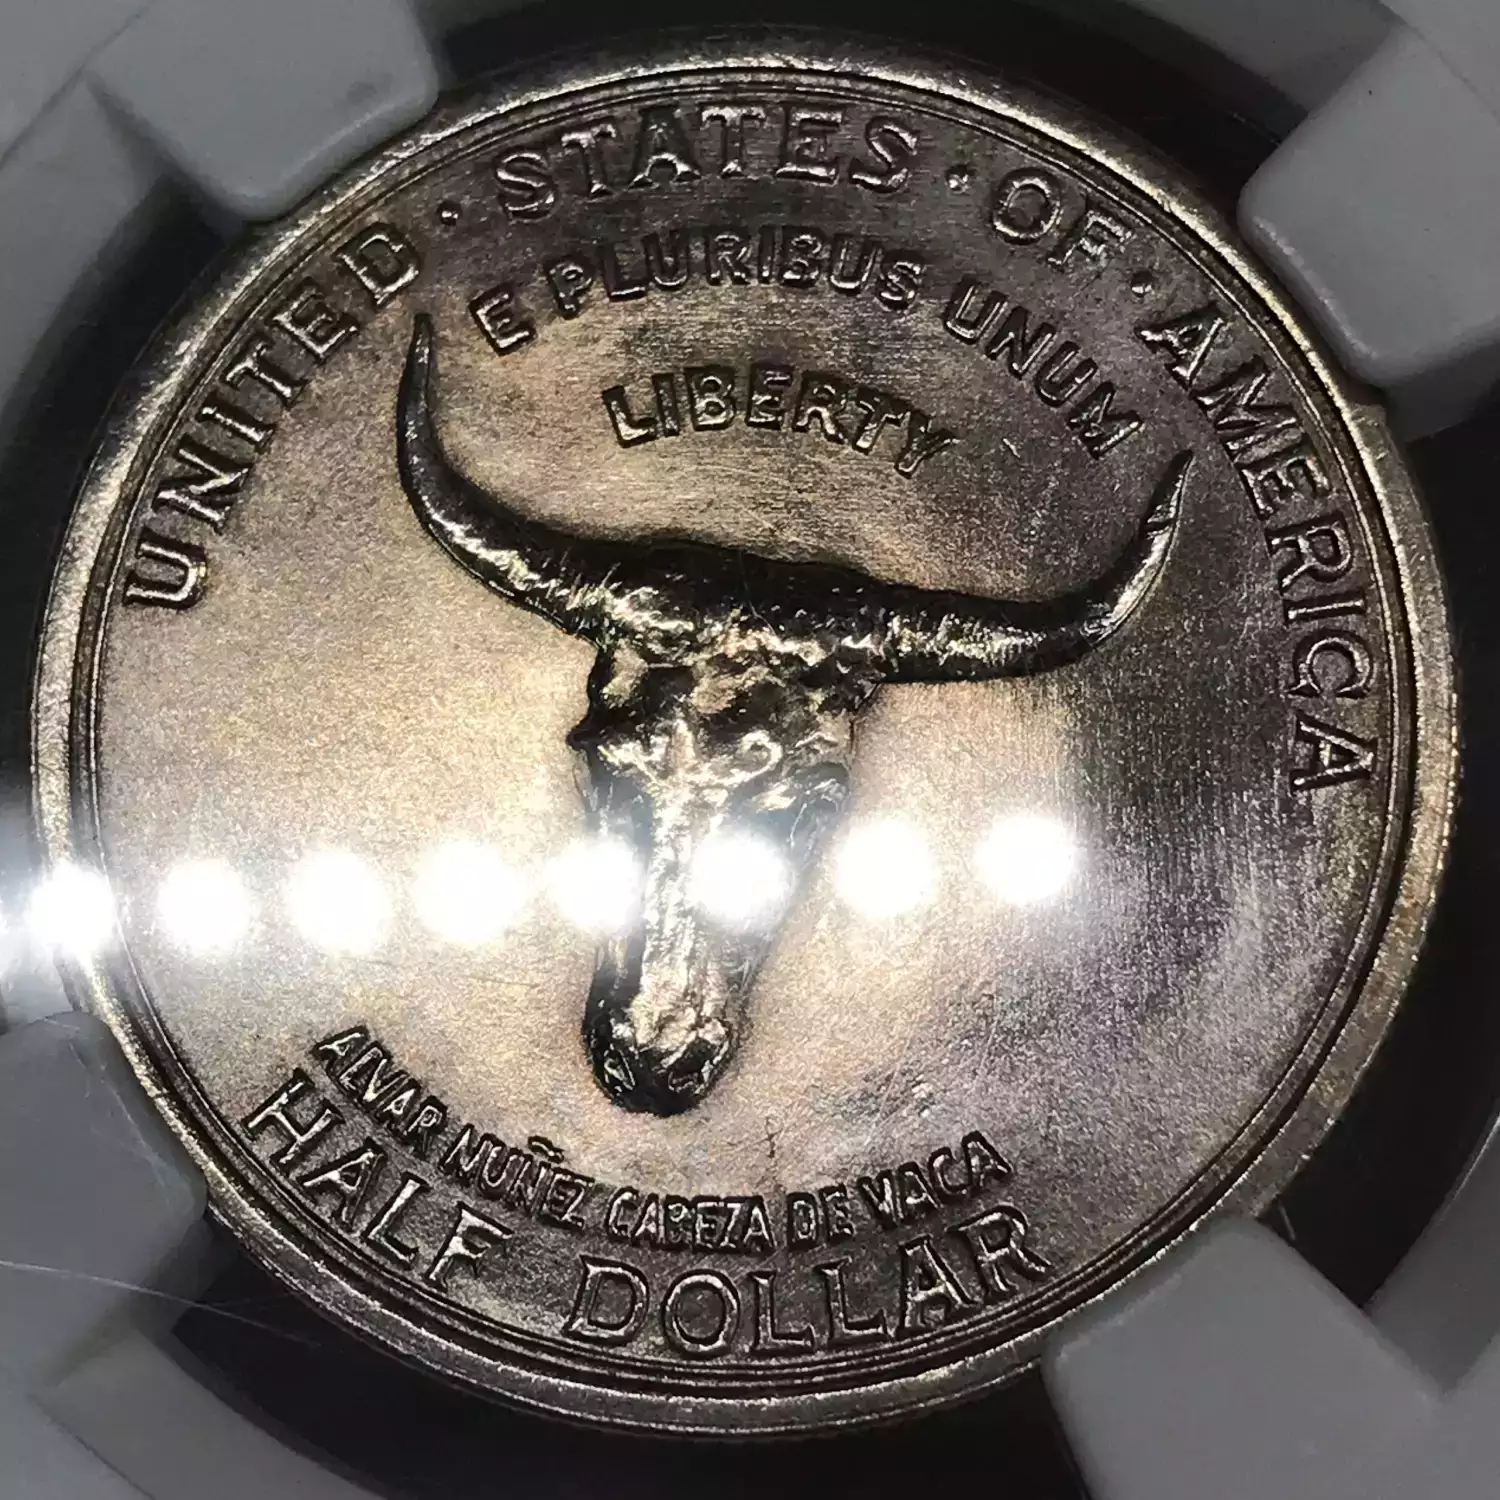 UNITED · STATES · OF · AMERICA
E PLURIBUS UNUM
LIBERTY
ALVAR NUÑEZ CABEZA DE VACA
HALF DOLLAR